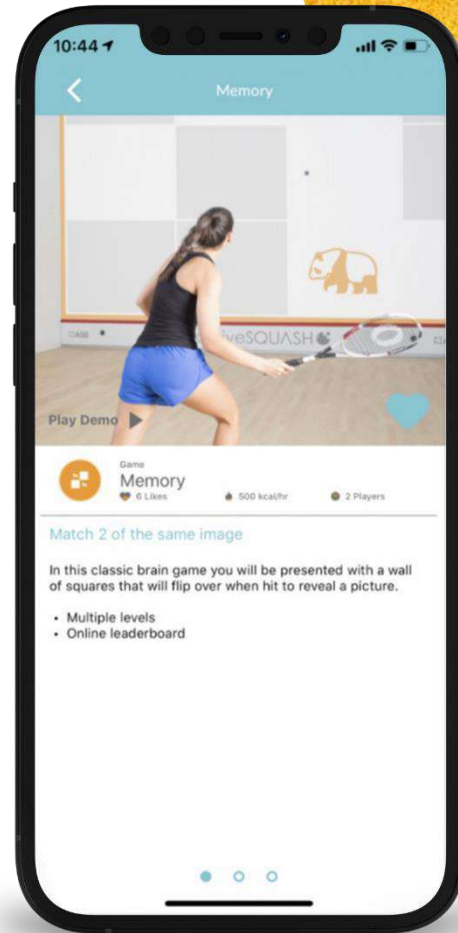 10:44
Memory
ASB
iveSQUASH
Play Demo
Game
Memory
6 Likes
500 kcal/hr
2 Players
Match 2 of the same image
In this classic brain game you will be presented with a wall
of squares that will flip over when hit to reveal a picture.
• Multiple levels
• Online leaderboard